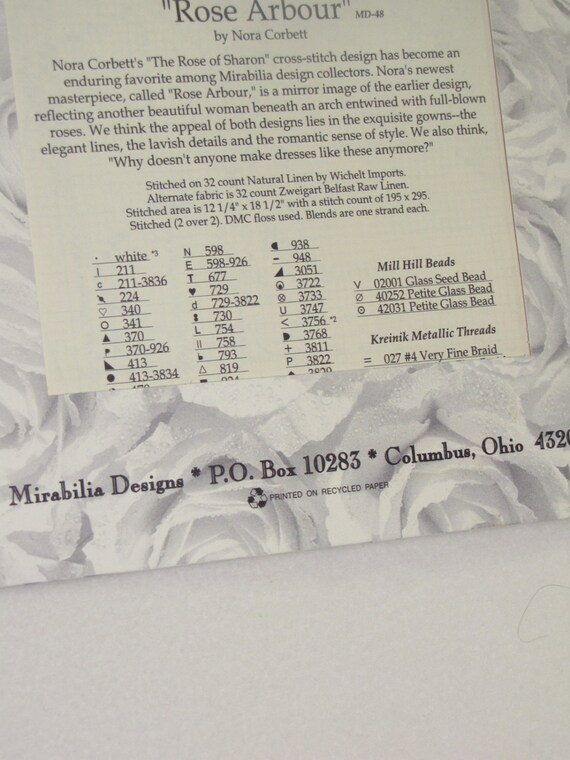 "Rose Arbour" MD-48
by Nora Corbett
Nora Corbett's "The Rose of Sharon" cross-stitch design has become an
enduring favorite among Mirabilia design collectors. Nora's newest
masterpiece, called "Rose Arbour," is a mirror image of the earlier design,
reflecting another beautiful woman beneath an arch entwined with full-blown
roses. We think the appeal of both designs lies in the exquisite gowns--the
elegant lines, the lavish details and the romantic sense of style. We also think,
"Why doesn't anyone make dresses like these anymore?"
Stitched on 32 count Natural Linen by Wichelt Imports.
Alternate fabric is 32 count Zweigart Belfast Raw Linen.
Stitched area is 12 1/4" x 18 1/2" with a stitch count of 195 x 295.
Stitched (2 over 2). DMC floss used. Blends are one strand each.
· white *3
| 211
c 211-3836
224
♡ 340
O 341
▲ 370
370-926
◣ 413
● 413-3834
N 598
E 598-926
T 677
♥ 729
d 729-3822
730
L 754
|| 758
793
△ 819
938
– 948
◢ 3051
3722
⊗ 3733
U 3747
< 3756 *2
3768
+ 3811
P 3822
▲ 3820
Mill Hill Beads
V 02001 Glass Seed Bead
∅ 40252 Petite Glass Bead
⊙ 42031 Petite Glass Bead
Kreinik Metallic Threads
= 027 #4 Very Fine Braid
Mirabilia Designs * P.O. Box 10283 * Columbus, Ohio 4320
PRINTED ON RECYCLED PAPER